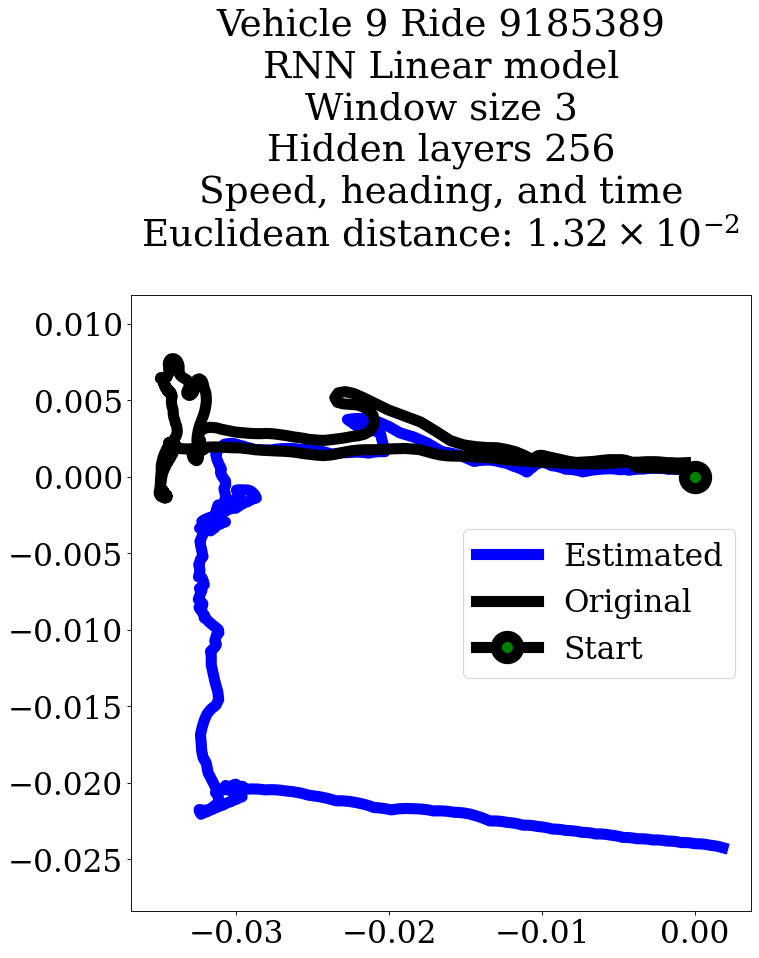 Vehicle 9 Ride 9185389
RNN Linear model
Window size 3
Hidden layers 256
Speed, heading, and time
Euclidean distance: 1.32 × 10⁻²
0.010
0.005
0.000
−0.005
−0.010
−0.015
−0.020
−0.025
Estimated
Original
Start
−0.03 −0.02 −0.01 0.00